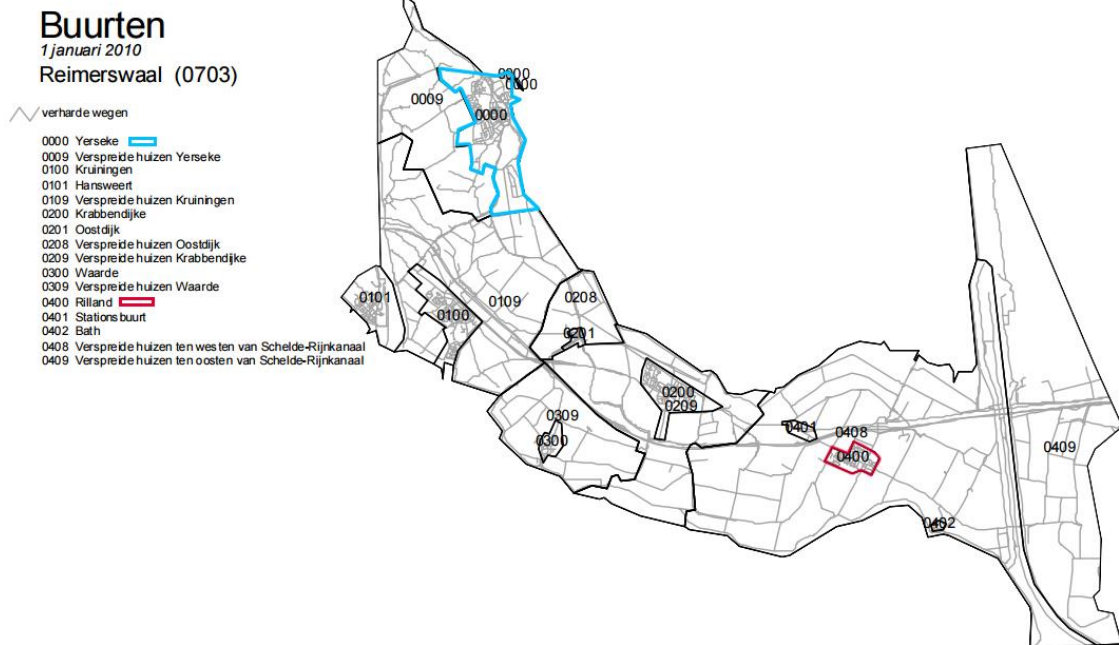 Buurten
1 januari 2010
Reimerswaal (0703)
verharde wegen
0000 Yerseke
0009 Verspreide huizen Yerseke
0100 Kruiningen
0101 Hansweert
0109 Verspreide huizen Kruiningen
0200 Krabbendijke
0201 Oostdijk
0208 Verspreide huizen Oostdijk
0209 Verspreide huizen Krabbendijke
0300 Waarde
0309 Verspreide huizen Waarde
0400 Rilland
0401 Stationsbuurt
0402 Bath
0408 Verspreide huizen ten westen van Schelde-Rijnkanaal
0409 Verspreide huizen ten oosten van Schelde-Rijnkanaal
0000
0000
0009
0000
0101
0109
0208
0100
0201
0200
0209
0309
0300
0401
0408
0400
0409
0402